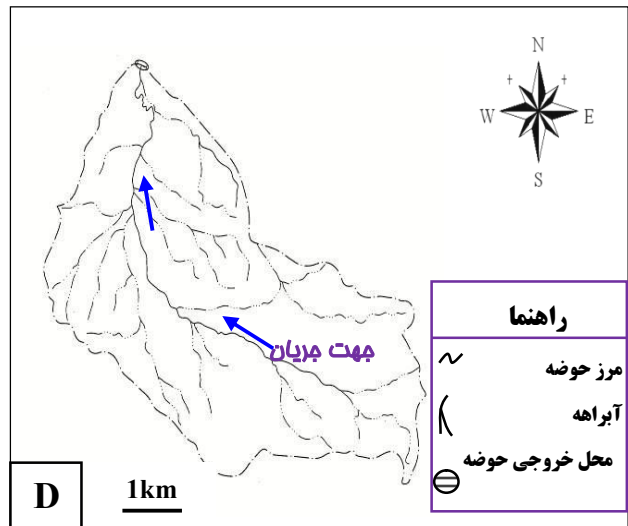 N
W E
S
جهت جریان
راهنما
مرز حوضه
آبراهه
محل خروجی حوضه
D
1km